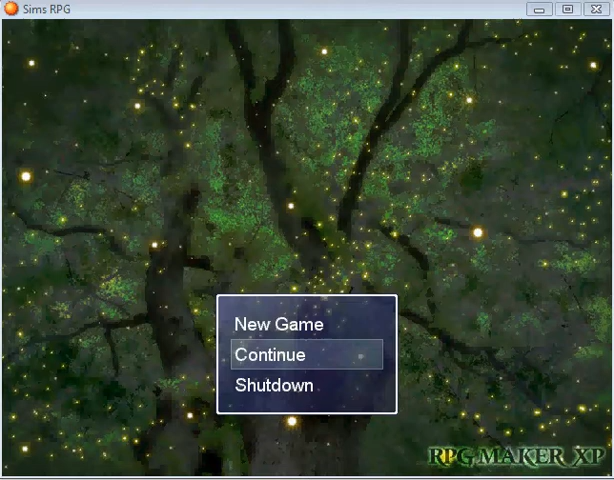 Sims RPG
New Game
Continue
Shutdown
RPG MAKER XP